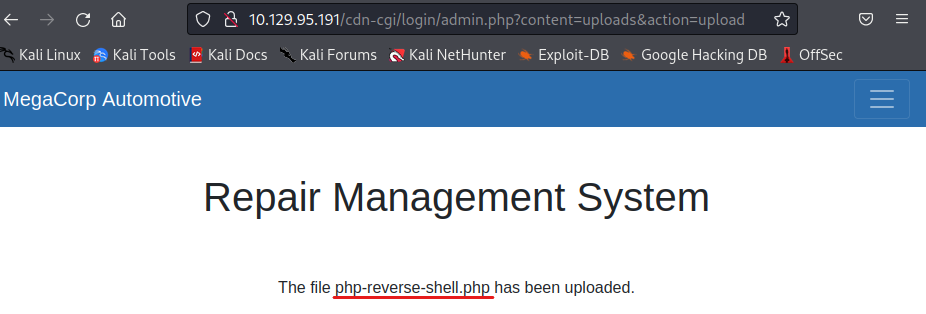 10.129.95.191/cdn-cgi/login/admin.php?content=uploads&action=upload
Kali Linux Kali Tools Kali Docs Kali Forums Kali NetHunter Exploit-DB Google Hacking DB OffSec
MegaCorp Automotive
Repair Management System
The file php-reverse-shell.php has been uploaded.